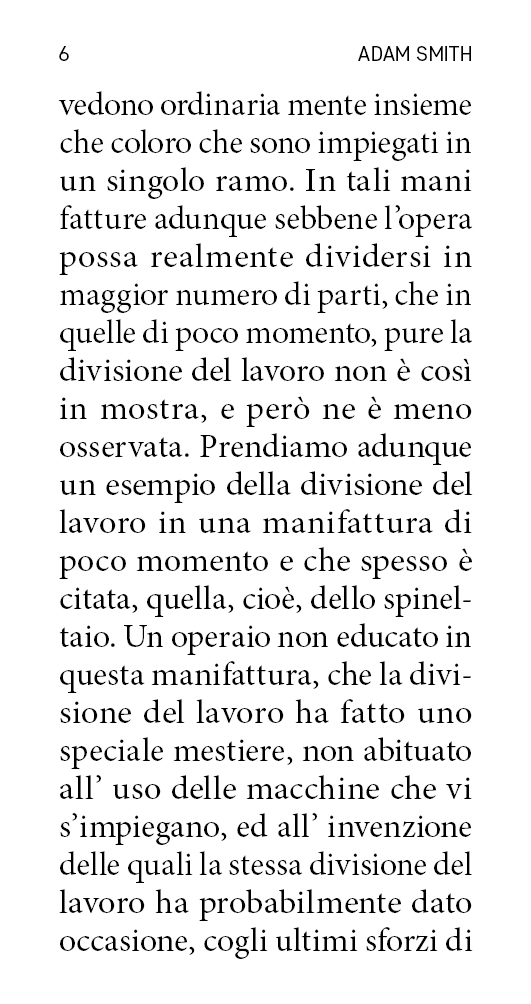 6 ADAM SMITH
vedono ordinaria mente insieme
che coloro che sono impiegati in
un singolo ramo. In tali mani
fatture adunque sebbene l’opera
possa realmente dividersi in
maggior numero di parti, che in
quelle di poco momento, pure la
divisione del lavoro non è così
in mostra, e però ne è meno
osservata. Prendiamo adunque
un esempio della divisione del
lavoro in una manifattura di
poco momento e che spesso è
citata, quella, cioè, dello spinel-
taio. Un operaio non educato in
questa manifattura, che la divi-
sione del lavoro ha fatto uno
speciale mestiere, non abituato
all’ uso delle macchine che vi
s’impiegano, ed all’ invenzione
delle quali la stessa divisione del
lavoro ha probabilmente dato
occasione, cogli ultimi sforzi di